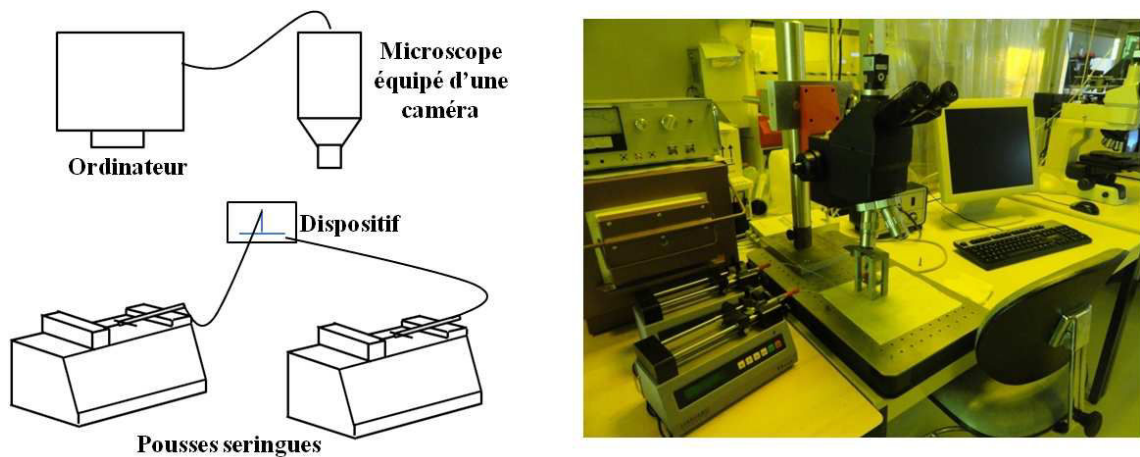 Microscope
équipé d'une
caméra
Ordinateur
Dispositif
Pousses seringues